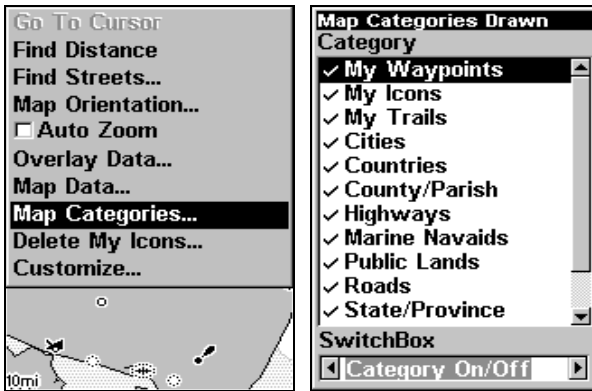 Go To Cursor
Find Distance
Find Streets...
Map Orientation...
Auto Zoom
Overlay Data...
Map Data...
Map Categories...
Delete My Icons...
Customize...
10mi
Map Categories Drawn
Category
My Waypoints
My Icons
My Trails
Cities
Countries
County/Parish
Highways
Marine Navaids
Public Lands
Roads
State/Province
SwitchBox
Category On/Off